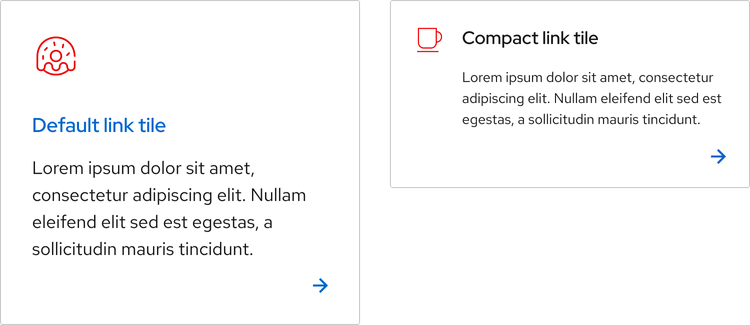 Default link tile
Lorem ipsum dolor sit amet,
consectetur adipiscing elit. Nullam
eleifend elit sed est egestas, a
sollicitudin mauris tincidunt.
Compact link tile
Lorem ipsum dolor sit amet, consectetur
adipiscing elit. Nullam eleifend elit sed est
egestas, a sollicitudin mauris tincidunt.